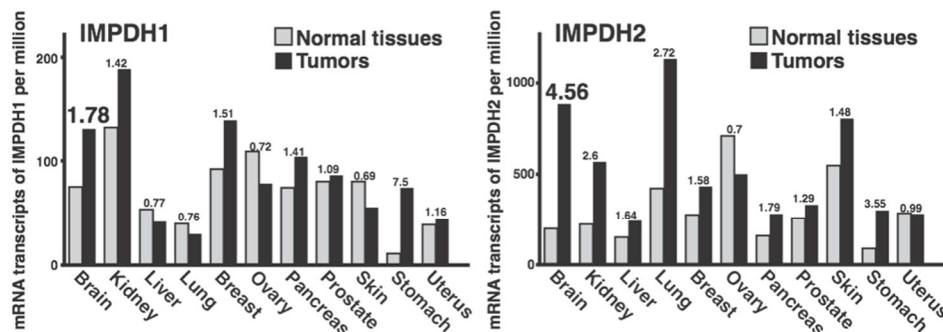 IMPDH1
Normal tissues
Tumors
mRNA transcripts of IMPDH1 per million
200
100
0
1.78
1.42
0.77
0.76
1.51
0.72
1.41
1.09
0.69
7.5
1.16
Brain
Kidney
Liver
Lung
Breast
Ovary
Pancreas
Prostate
Skin
Stomach
Uterus
IMPDH2
Normal tissues
Tumors
mRNA transcripts of IMPDH2 per million
1000
500
0
4.56
2.6
1.64
2.72
1.58
0.7
1.79
1.29
1.48
3.55
0.99
Brain
Kidney
Liver
Lung
Breast
Ovary
Pancreas
Prostate
Skin
Stomach
Uterus